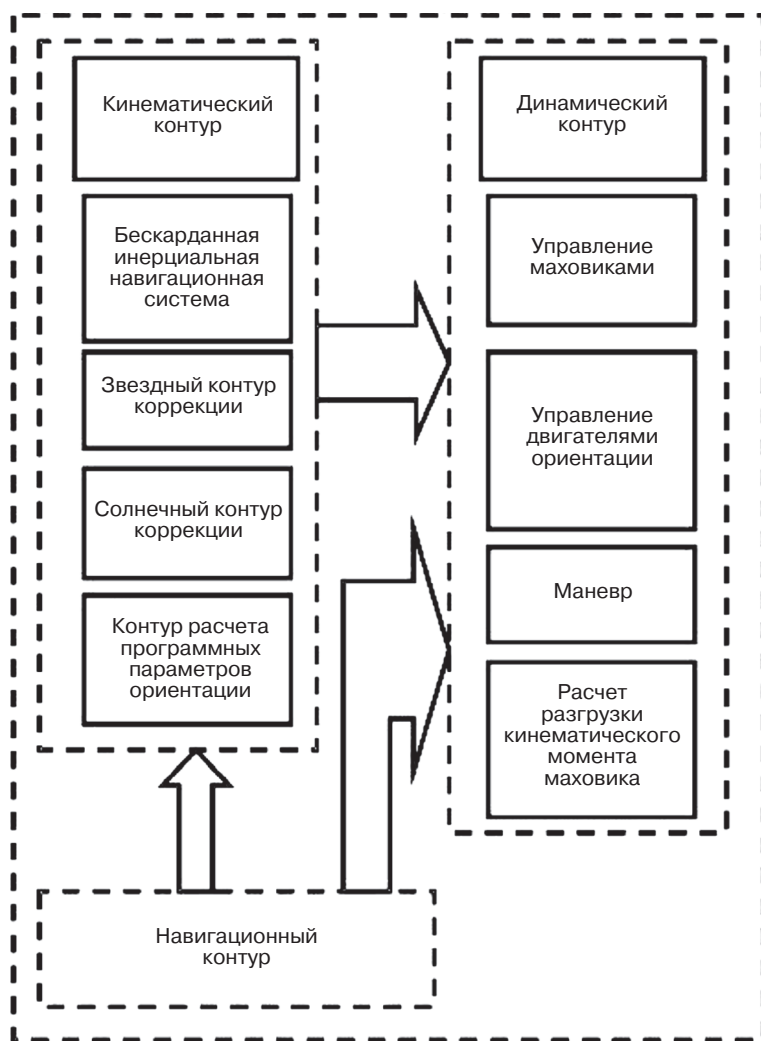 Кинематический
контур
Бескарданная
инерциальная
навигационная
система
Звездный контур
коррекции
Солнечный контур
коррекции
Контур расчета
программных
параметров
ориентации
Динамический
контур
Управление
маховиками
Управление
двигателями
ориентации
Маневр
Расчет
разгрузки
кинематического
момента
маховика
Навигационный
контур